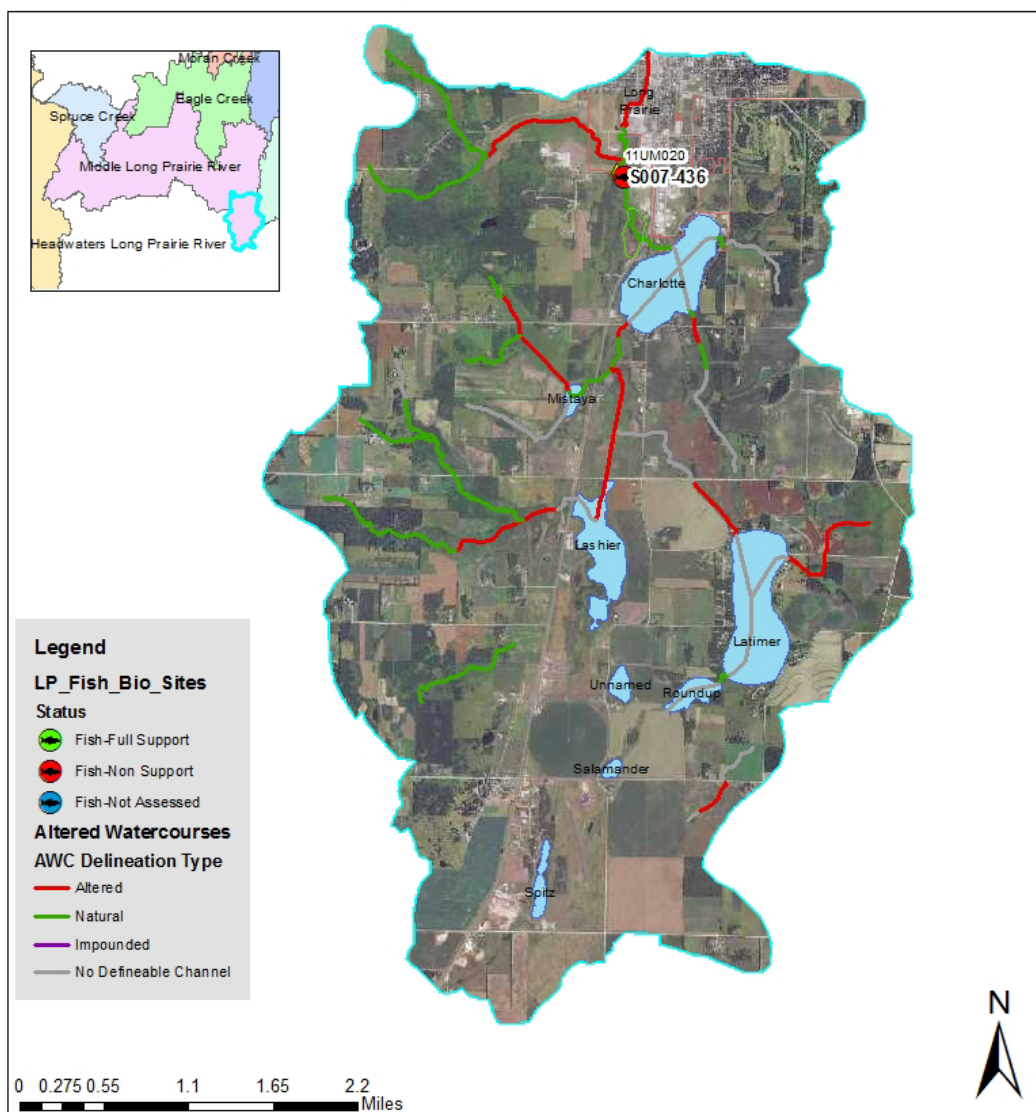 Moran Creek
Eagle Creek
Spruce Creek
Middle Long Prairie River
Headwaters Long Prairie River
Long
Prairie
11UM020
S007-436
Charlotte
Mistaya
Lashier
Latimer
Unnamed
Roundup
Salamander
Spitz
Legend
LP_Fish_Bio_Sites
Status
Fish-Full Support
Fish-Non Support
Fish-Not Assessed
Altered Watercourses
AWC Delineation Type
Altered
Natural
Impounded
No Defineable Channel
N
0 0.275 0.55 1.1 1.65 2.2
Miles